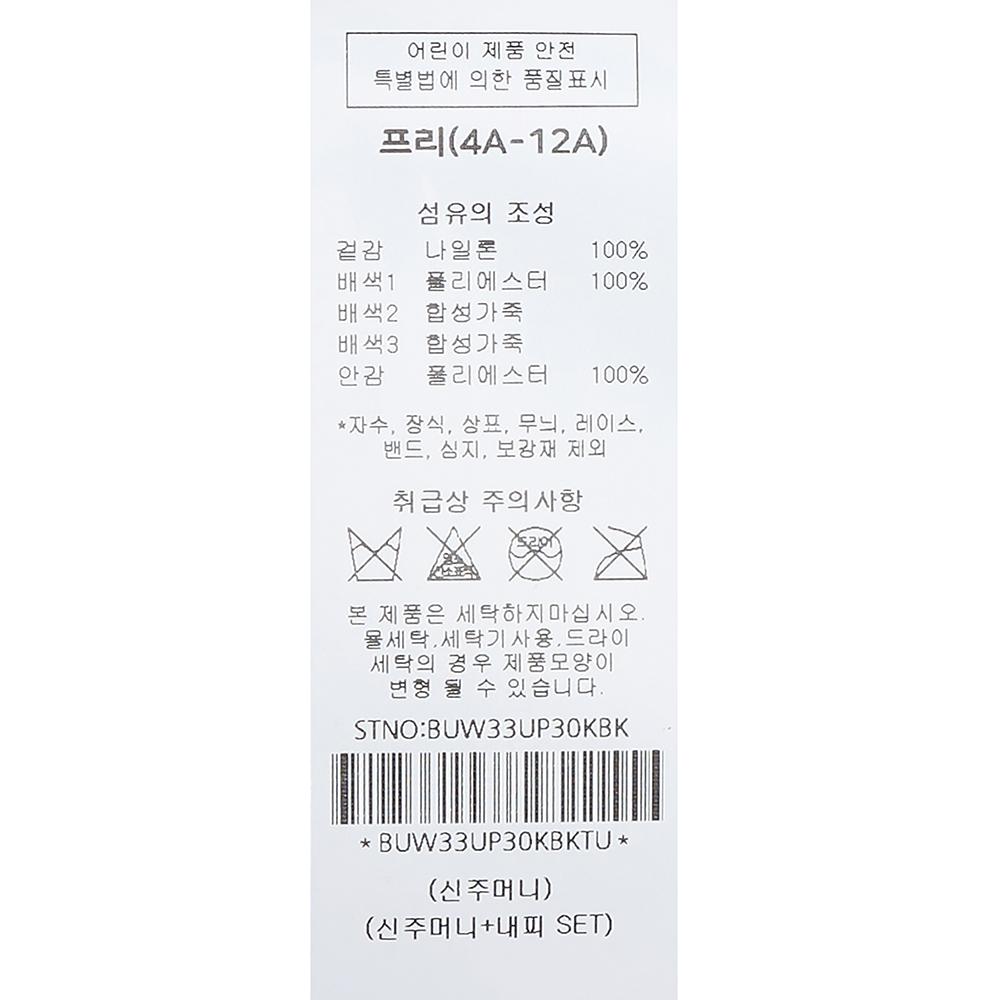 어린이 제품 안전
특별법에 의한 품질표시
프리(4A-12A)
섬유의 조성
겉감 나일론 100%
배색1 폴리에스터 100%
배색2 합성가죽
배색3 합성가죽
안감 폴리에스터 100%
*자수, 장식, 상표, 무늬, 레이스,
밴드, 심지, 보강재 제외
취급상 주의사항
염소표백 드라이
본 제품은 세탁하지마십시오.
물세탁,세탁기사용,드라이
세탁의 경우 제품모양이
변형 될 수 있습니다.
STNO:BUW33UP30KBK
*BUW33UP30KBKTU*
(신주머니)
(신주머니+내피 SET)